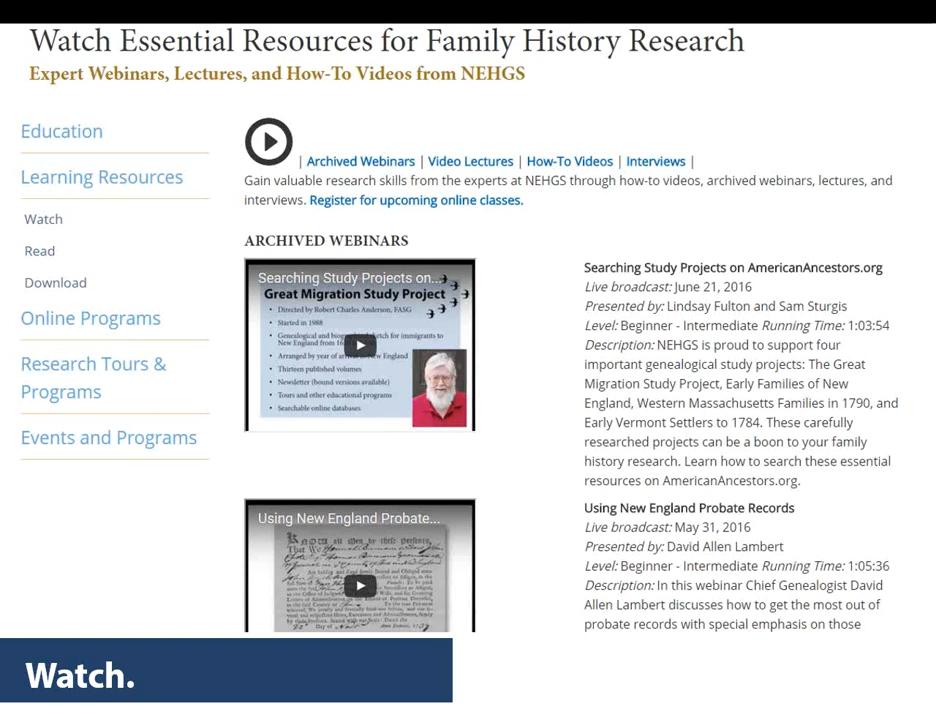 Watch Essential Resources for Family History Research
Expert Webinars, Lectures, and How-To Videos from NEHGS
Education
Learning Resources
Watch
Read
Download
Online Programs
Research Tours &
Programs
Events and Programs
| Archived Webinars | Video Lectures | How-To Videos | Interviews |
Gain valuable research skills from the experts at NEHGS through how-to videos, archived webinars, lectures, and
interviews. Register for upcoming online classes.
ARCHIVED WEBINARS
Searching Study Projects on...
Great Migration Study Project
• Directed by Robert Charles Anderson, FASG
• Started in 1988
• Genealogical and sketch for immigrants to
New England from
• Arranged by year of New England
• Thirteen published volumes
• Newsletter (bound versions available)
• Tours and other educational programs
• Searchable online databases
Searching Study Projects on AmericanAncestors.org
Live broadcast: June 21, 2016
Presented by: Lindsay Fulton and Sam Sturgis
Level: Beginner - Intermediate Running Time: 1:03:54
Description: NEHGS is proud to support four
important genealogical study projects: The Great
Migration Study Project, Early Families of New
England, Western Massachusetts Families in 1790, and
Early Vermont Settlers to 1784. These carefully
researched projects can be a boon to your family
history research. Learn how to search these essential
resources on AmericanAncestors.org.
Using New England Probate...
Using New England Probate Records
Live broadcast: May 31, 2016
Presented by: David Allen Lambert
Level: Beginner - Intermediate Running Time: 1:05:36
Description: In this webinar Chief Genealogist David
Allen Lambert discusses how to get the most out of
probate records with special emphasis on those
Watch.